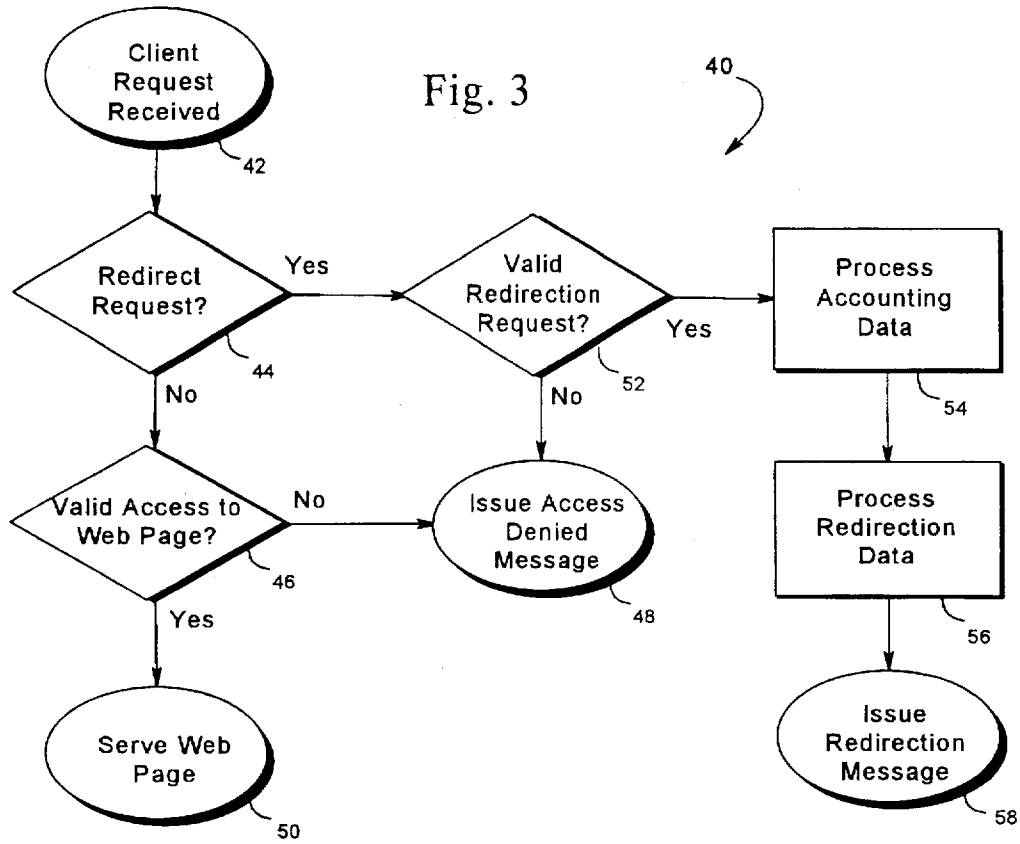 Client
Request
Received
42
Fig. 3
40
Redirect
Request?
44
Yes
No
Valid
Redirection
Request?
52
Yes
No
Process
Accounting
Data
54
Valid Access to
Web Page?
46
No
Yes
Issue Access
Denied
Message
48
Process
Redirection
Data
56
Serve Web
Page
50
Issue
Redirection
Message
58